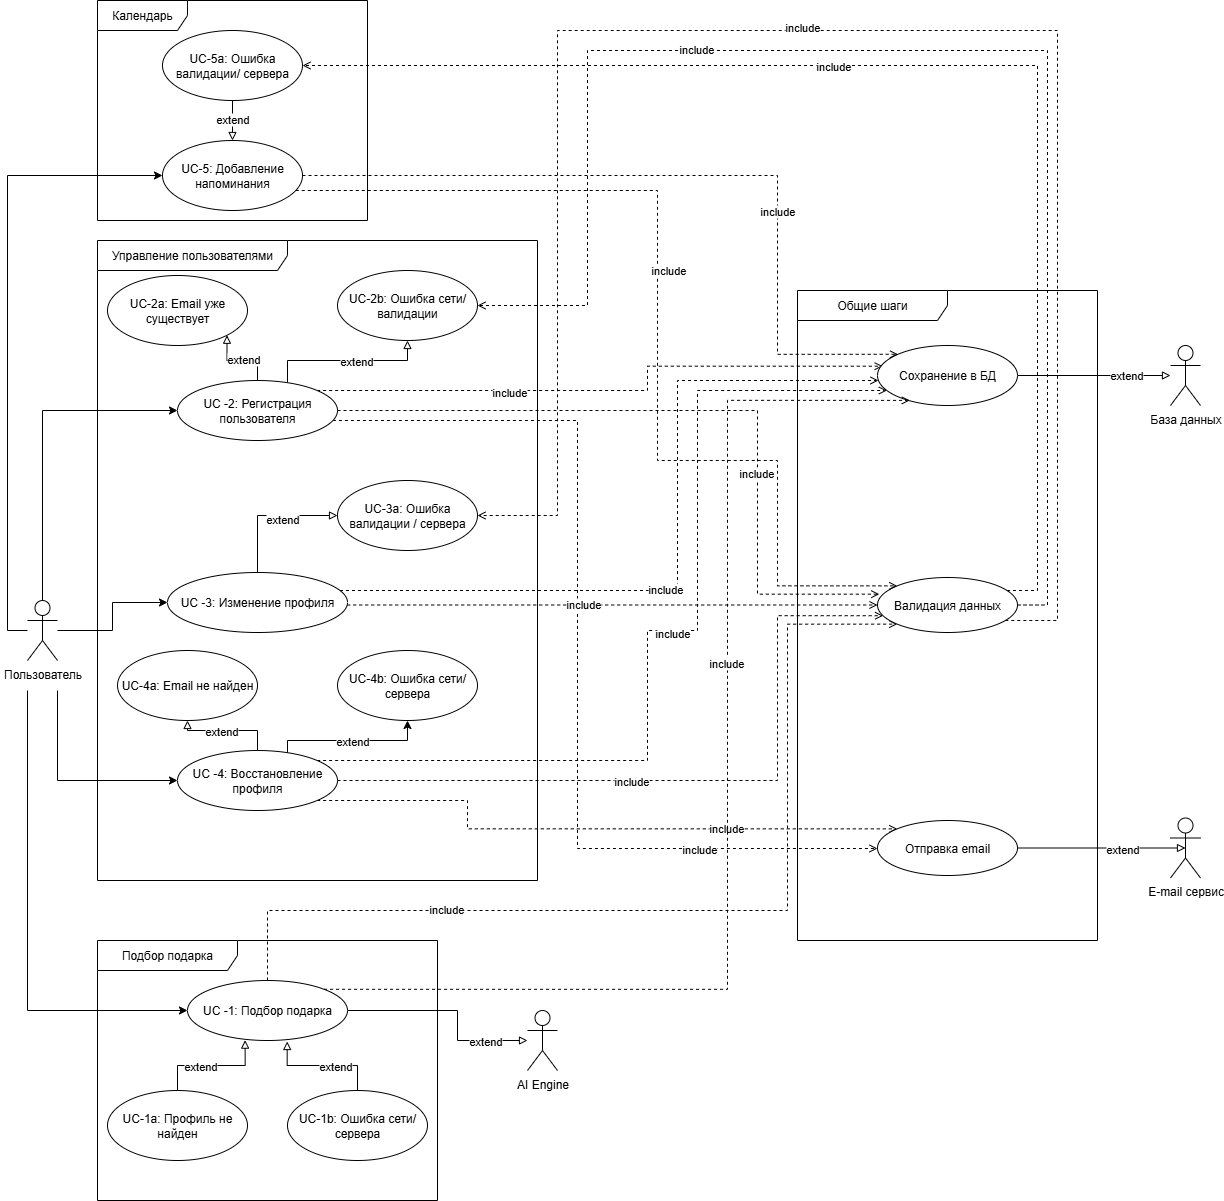 Календарь
include
UC-5a: Ошибка
валидации/ сервера
include
include
extend
UC-5: Добавление
напоминания
include
include
Управление пользователями
UC-2a: Email уже
существует
UC-2b: Ошибка сети/
валидации
Общие шаги
extend
extend
include
UC -2: Регистрация
пользователя
Сохранение в БД
extend
База данных
include
UC-3a: Ошибка
валидации / сервера
extend
UC -3: Изменение профиля
include
include
Валидация данных
include
include
Пользователь
UC-4a: Email не найден
UC-4b: Ошибка сети/
сервера
extend
extend
UC -4: Восстановление
профиля
include
include
include
Отправка email
extend
E-mail сервис
include
Подбор подарка
UC -1: Подбор подарка
extend
AI Engine
extend
extend
UC-1a: Профиль не
найден
UC-1b: Ошибка сети/
сервера